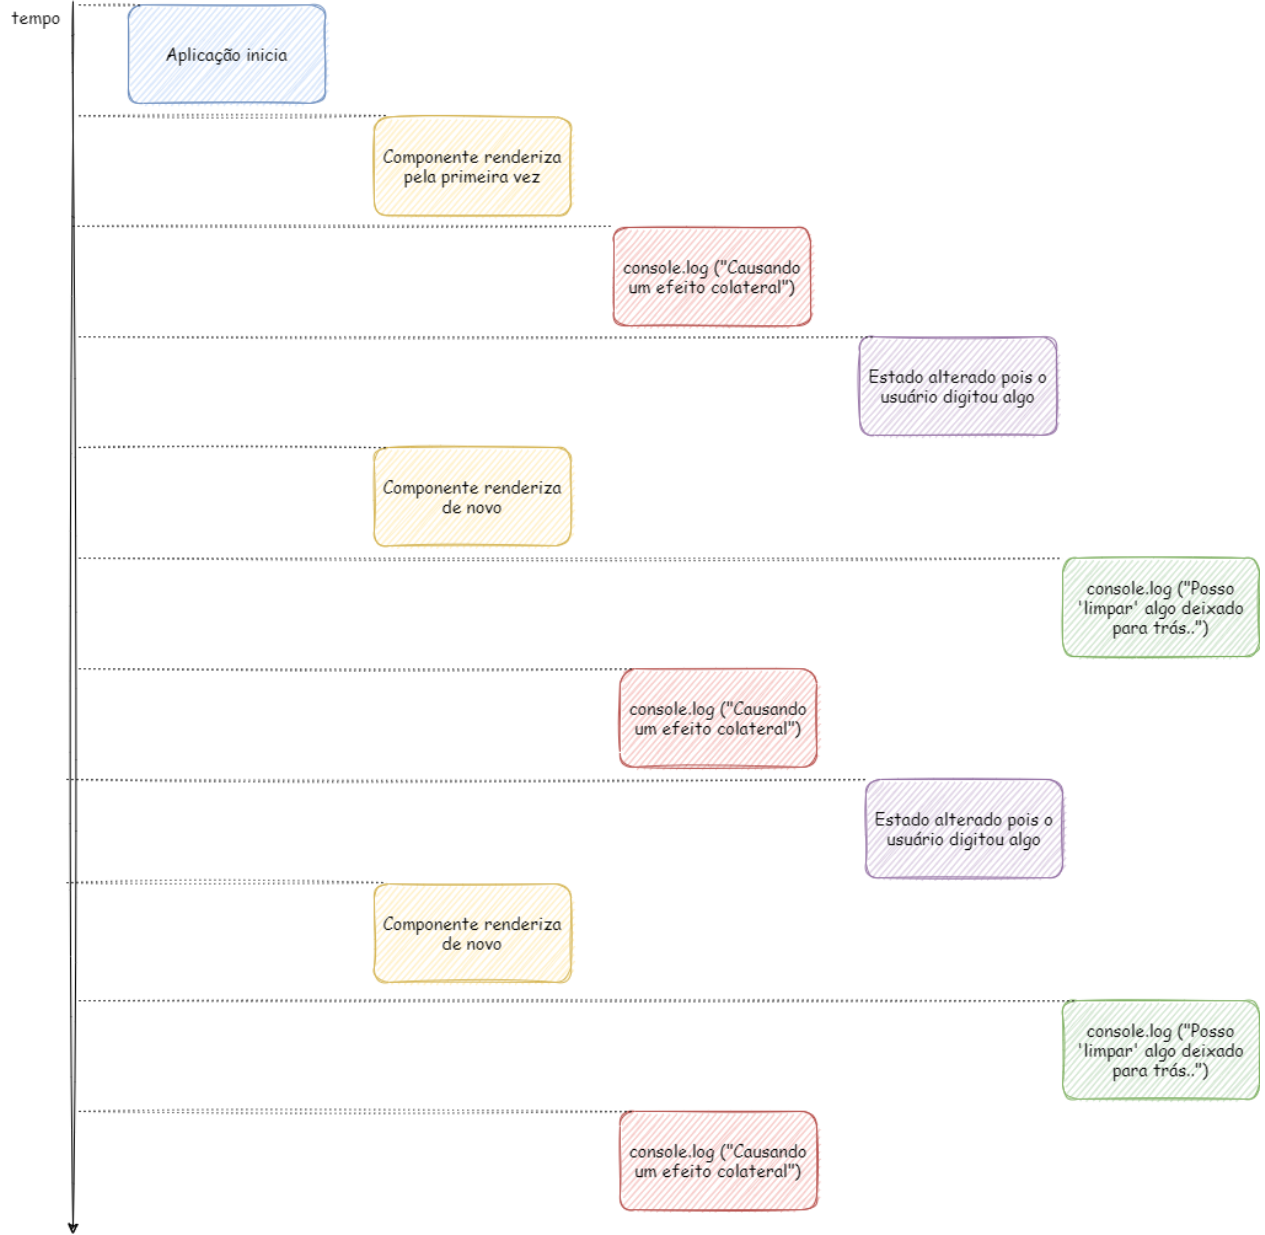 tempo
Aplicação inicia
Componente renderiza
pela primeira vez
console.log ("Causando
um efeito colateral")
Estado alterado pois o
usuário digitou algo
Componente renderiza
de novo
console.log ("Posso
'limpar' algo deixado
para trás..")
console.log ("Causando
um efeito colateral")
Estado alterado pois o
usuário digitou algo
Componente renderiza
de novo
console.log ("Posso
'limpar' algo deixado
para trás..")
console.log ("Causando
um efeito colateral")